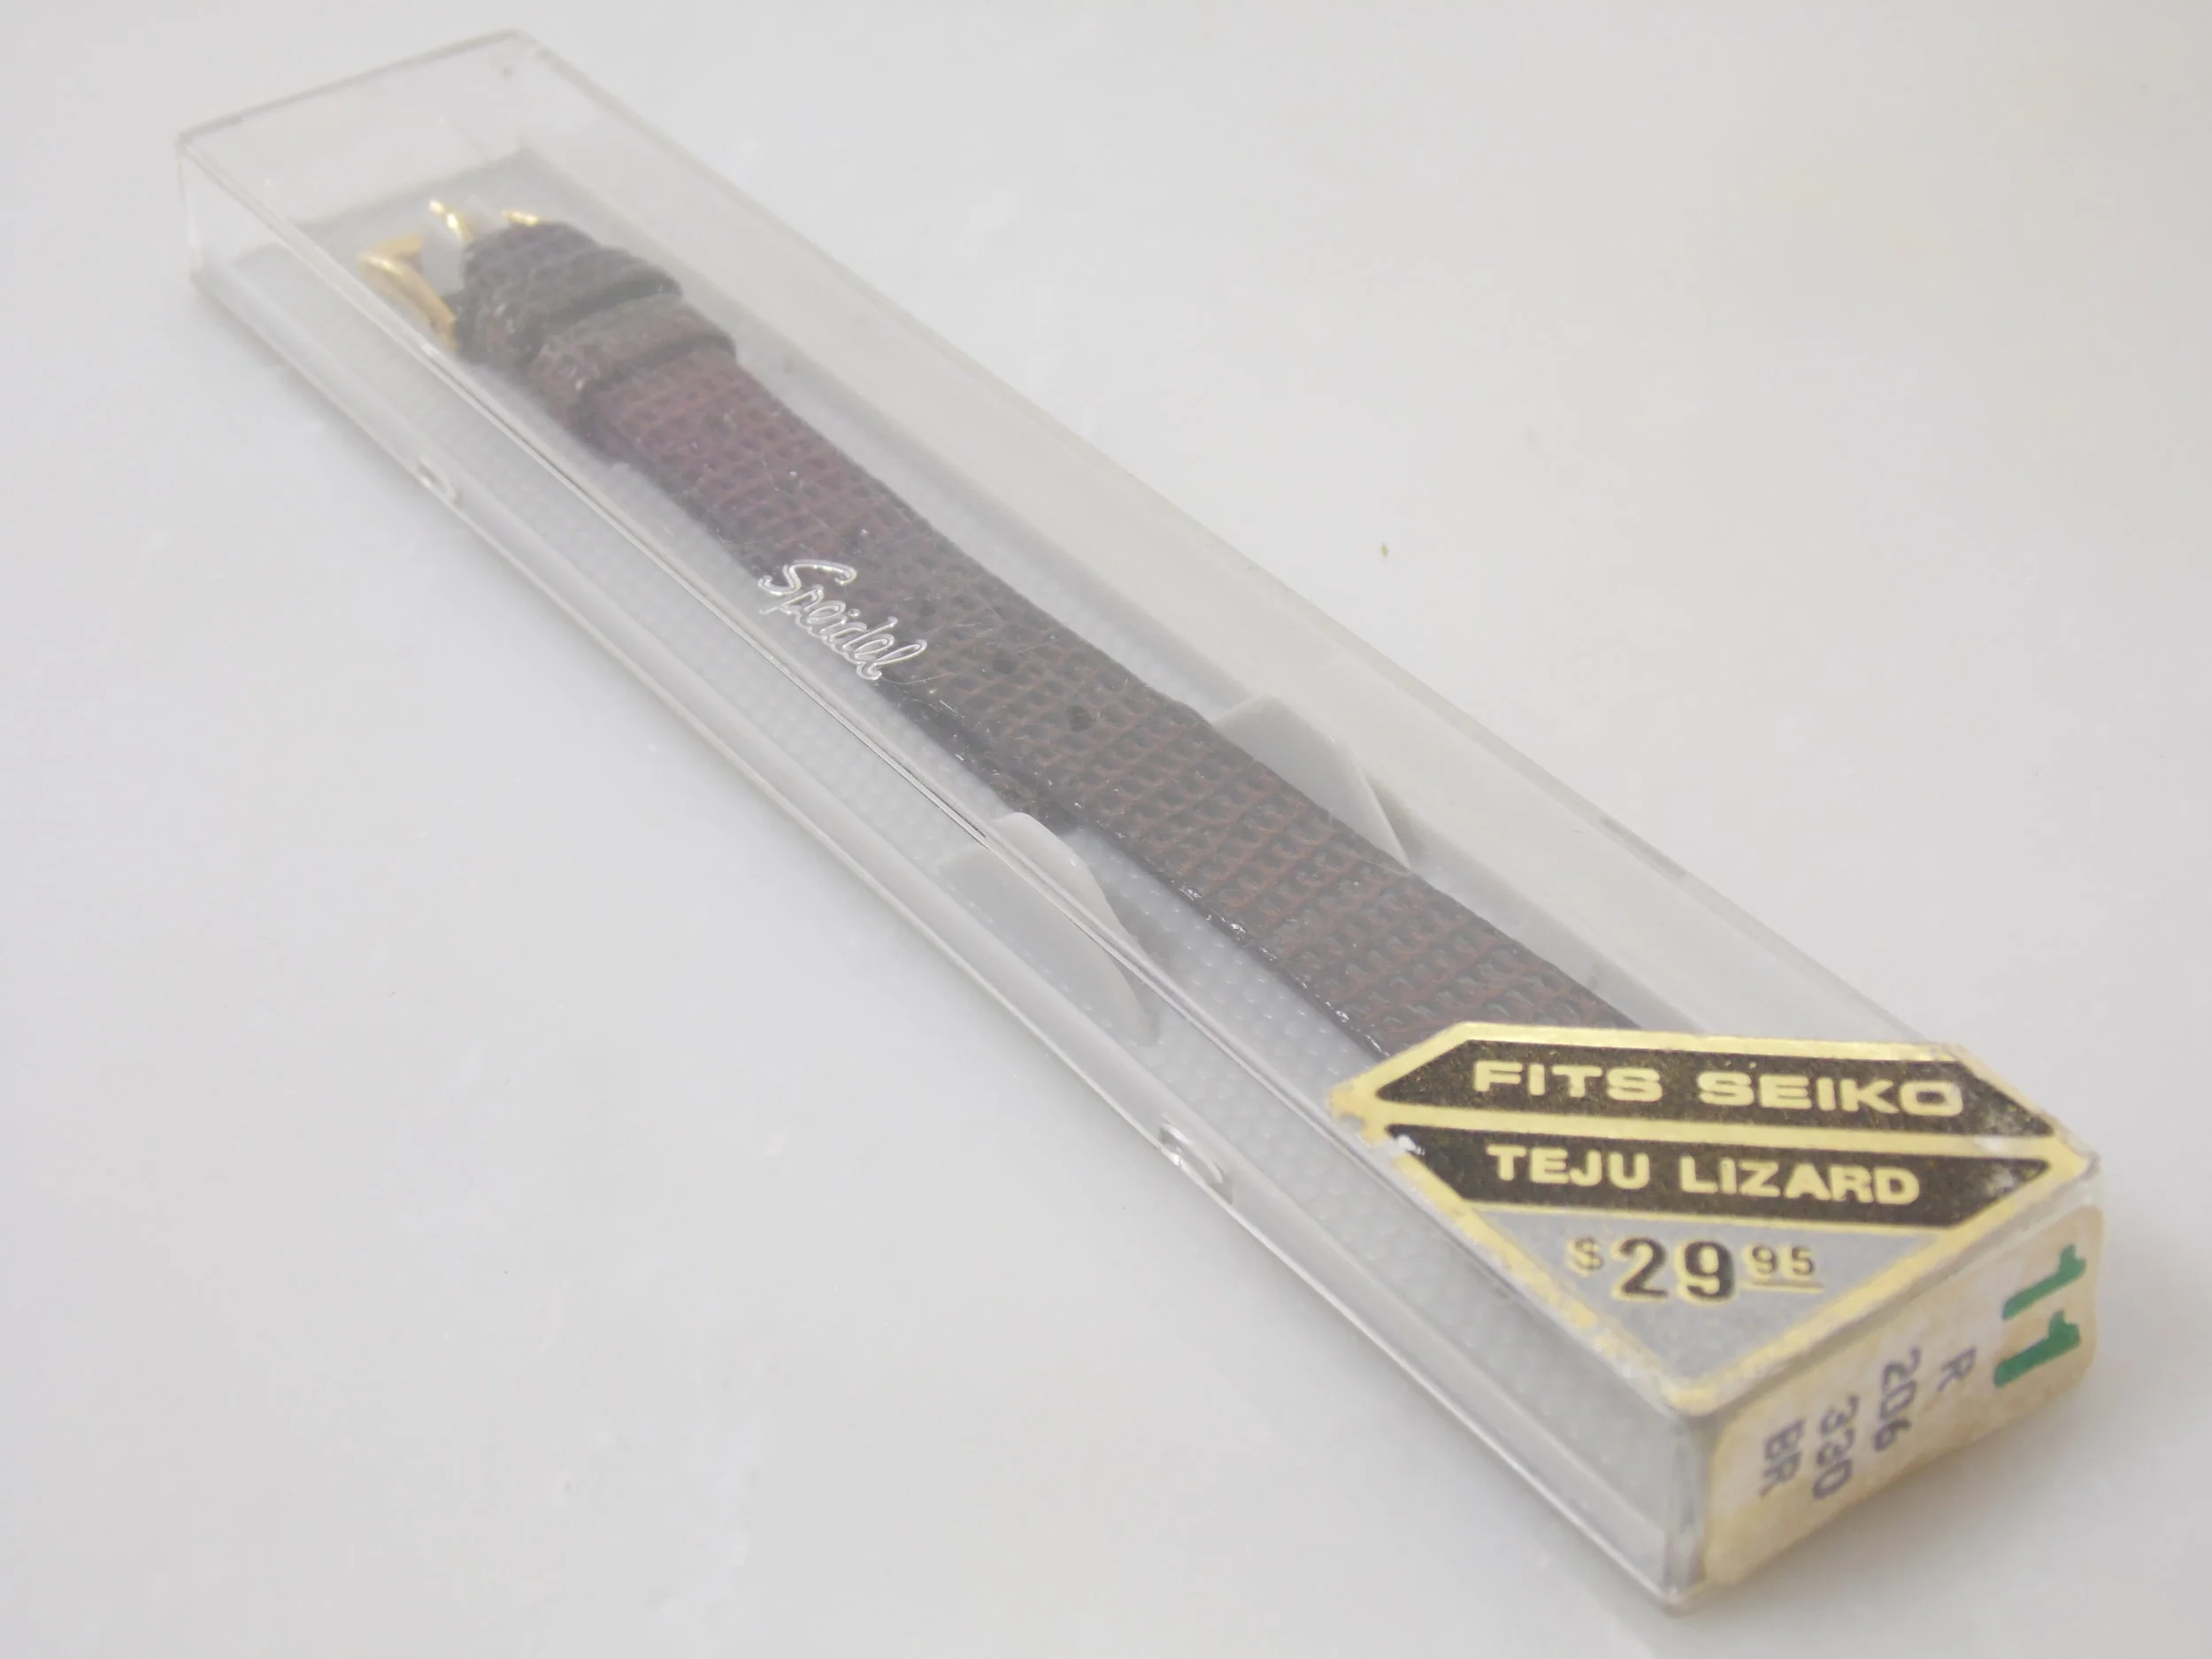 Speidel
FITS SEIKO
TEJU LIZARD
$29.95
11
R
206
330
BR